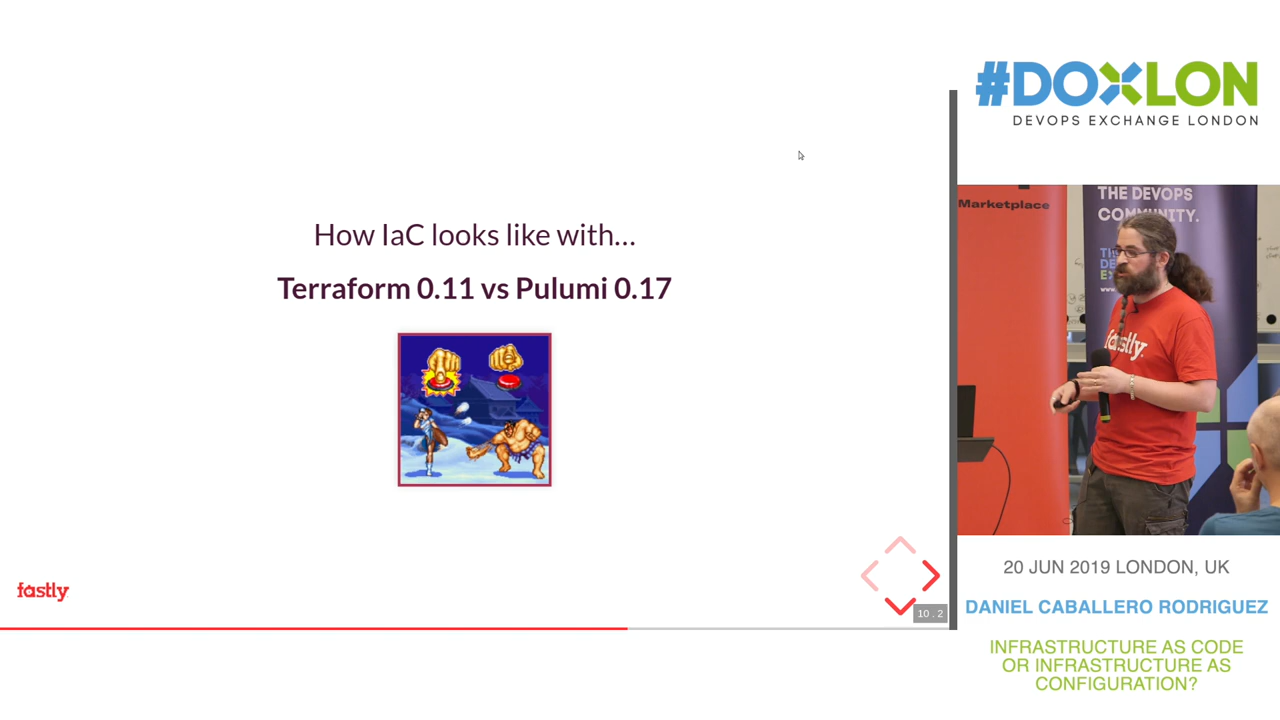 #DOXLON
DEVOPS EXCHANGE LONDON
How IaC looks like with...
Terraform 0.11 vs Pulumi 0.17
fastly
10 . 2
Marketplace
THE DEVOPS
COMMUNITY.
fastly.
20 JUN 2019 LONDON, UK
DANIEL CABALLERO RODRIGUEZ
INFRASTRUCTURE AS CODE
OR INFRASTRUCTURE AS
CONFIGURATION?